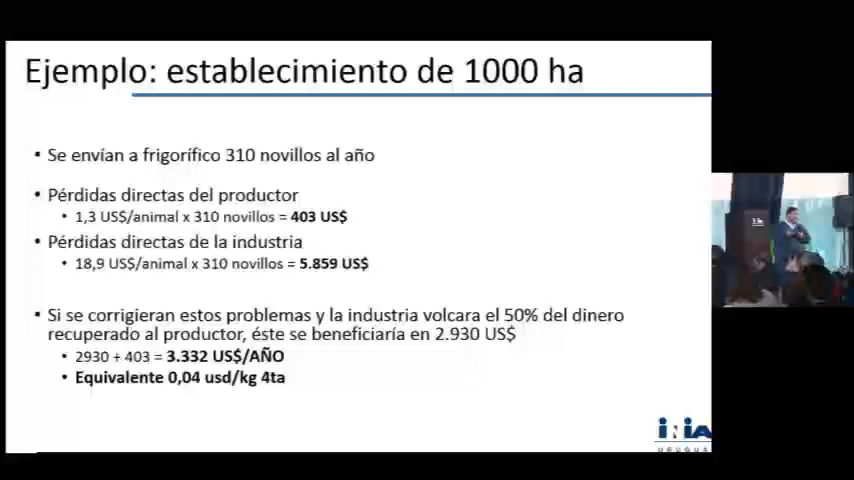 Ejemplo: establecimiento de 1000 ha
• Se envían a frigorífico 310 novillos al año
• Pérdidas directas del productor
• 1,3 US$/animal x 310 novillos = 403 US$
• Pérdidas directas de la industria
• 18,9 US$/animal x 310 novillos = 5.859 US$
• Si se corrigieran estos problemas y la industria volcara el 50% del dinero
recuperado al productor, éste se beneficiaría en 2.930 US$
• 2930 + 403 = 3.332 US$/AÑO
• Equivalente 0,04 usd/kg 4ta
iniA
URUGUA